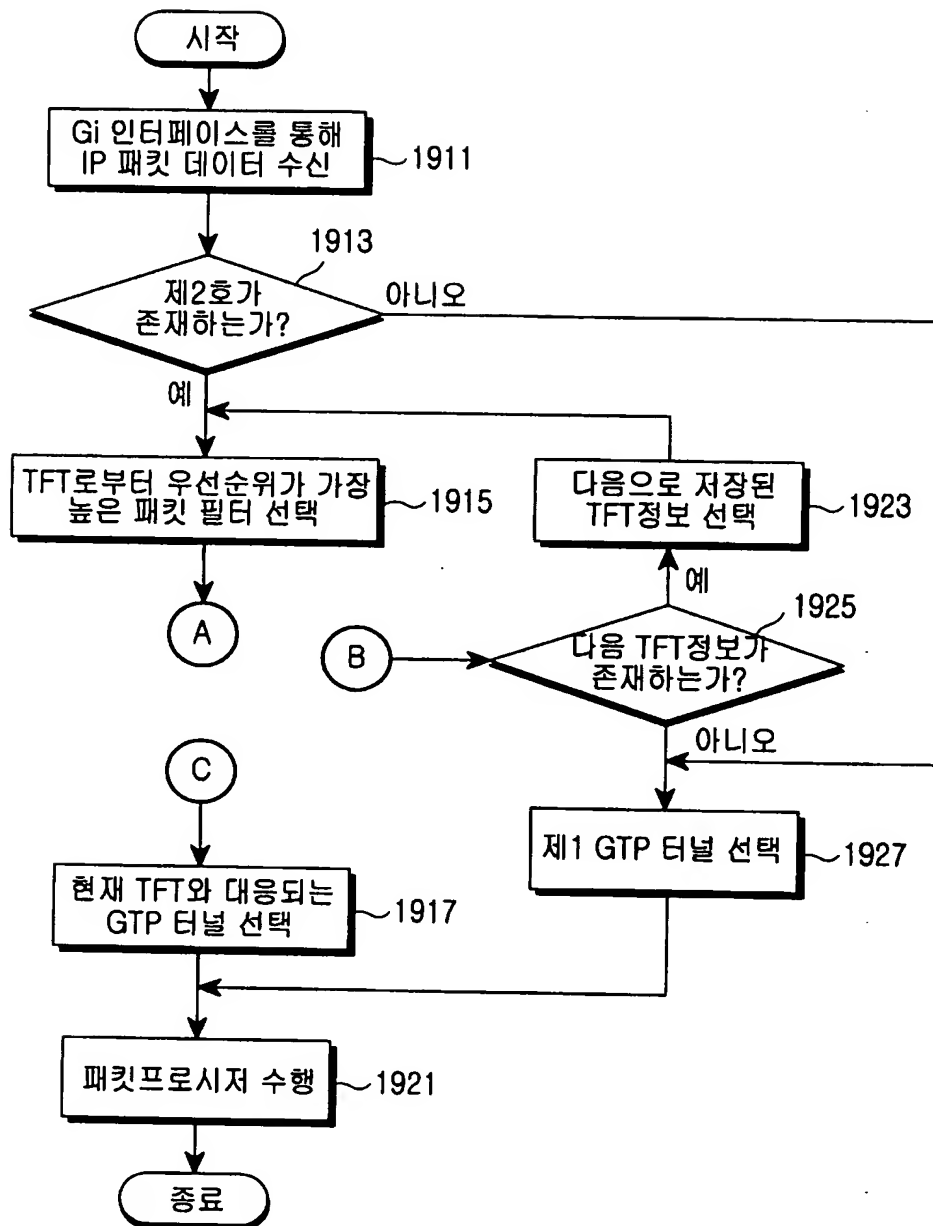 시작
Gi 인터페이스를 통해
IP 패킷 데이터 수신
1911
1913
제2호가
존재하는가?
아니오
예
TFT로부터 우선순위가 가장
높은 패킷 필터 선택
1915
다음으로 저장된
TFT정보 선택
1923
예
A
B
1925
다음 TFT정보가
존재하는가?
아니오
C
제1 GTP 터널 선택
1927
현재 TFT와 대응되는
GTP 터널 선택
1917
패킷프로시저 수행
1921
종료